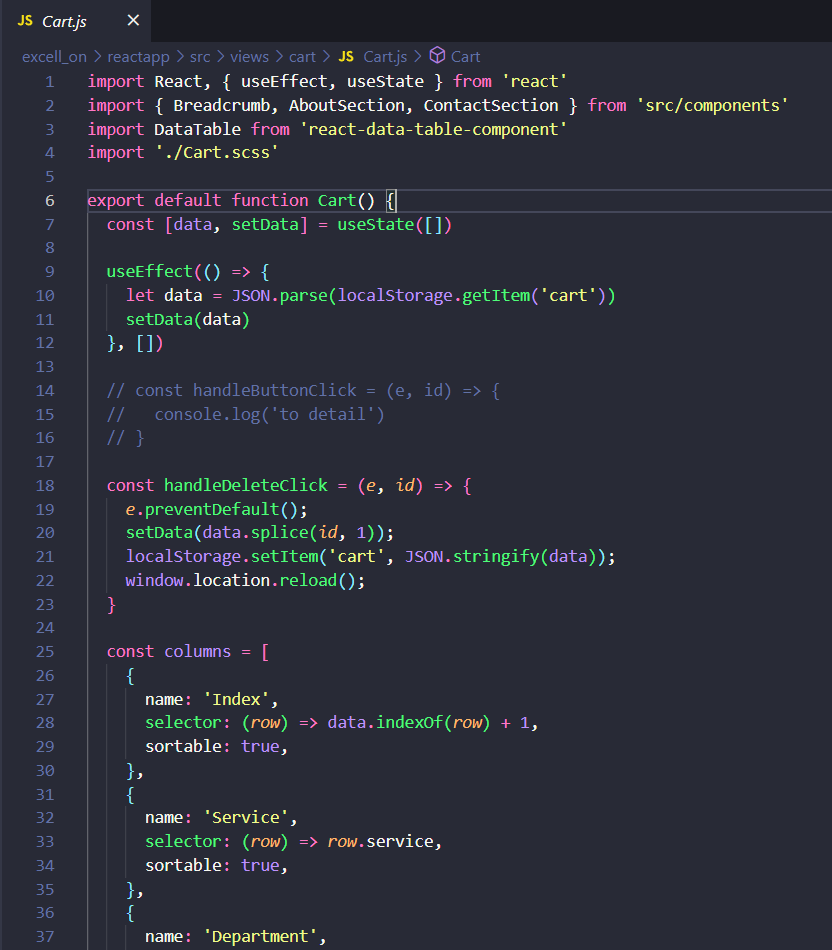 JS Cart.js ×
excell_on > reactapp > src > views > cart > JS Cart.js > Cart
1 import React, { useEffect, useState } from 'react'
2 import { Breadcrumb, AboutSection, ContactSection } from 'src/components'
3 import DataTable from 'react-data-table-component'
4 import './Cart.scss'
5
6 export default function Cart() {
7   const [data, setData] = useState([])
8
9   useEffect(() => {
10     let data = JSON.parse(localStorage.getItem('cart'))
11     setData(data)
12   }, [])
13
14   // const handleButtonClick = (e, id) => {
15   //   console.log('to detail')
16   // }
17
18   const handleDeleteClick = (e, id) => {
19     e.preventDefault();
20     setData(data.splice(id, 1));
21     localStorage.setItem('cart', JSON.stringify(data));
22     window.location.reload();
23   }
24
25   const columns = [
26     {
27       name: 'Index',
28       selector: (row) => data.indexOf(row) + 1,
29       sortable: true,
30     },
31     {
32       name: 'Service',
33       selector: (row) => row.service,
34       sortable: true,
35     },
36     {
37       name: 'Department',